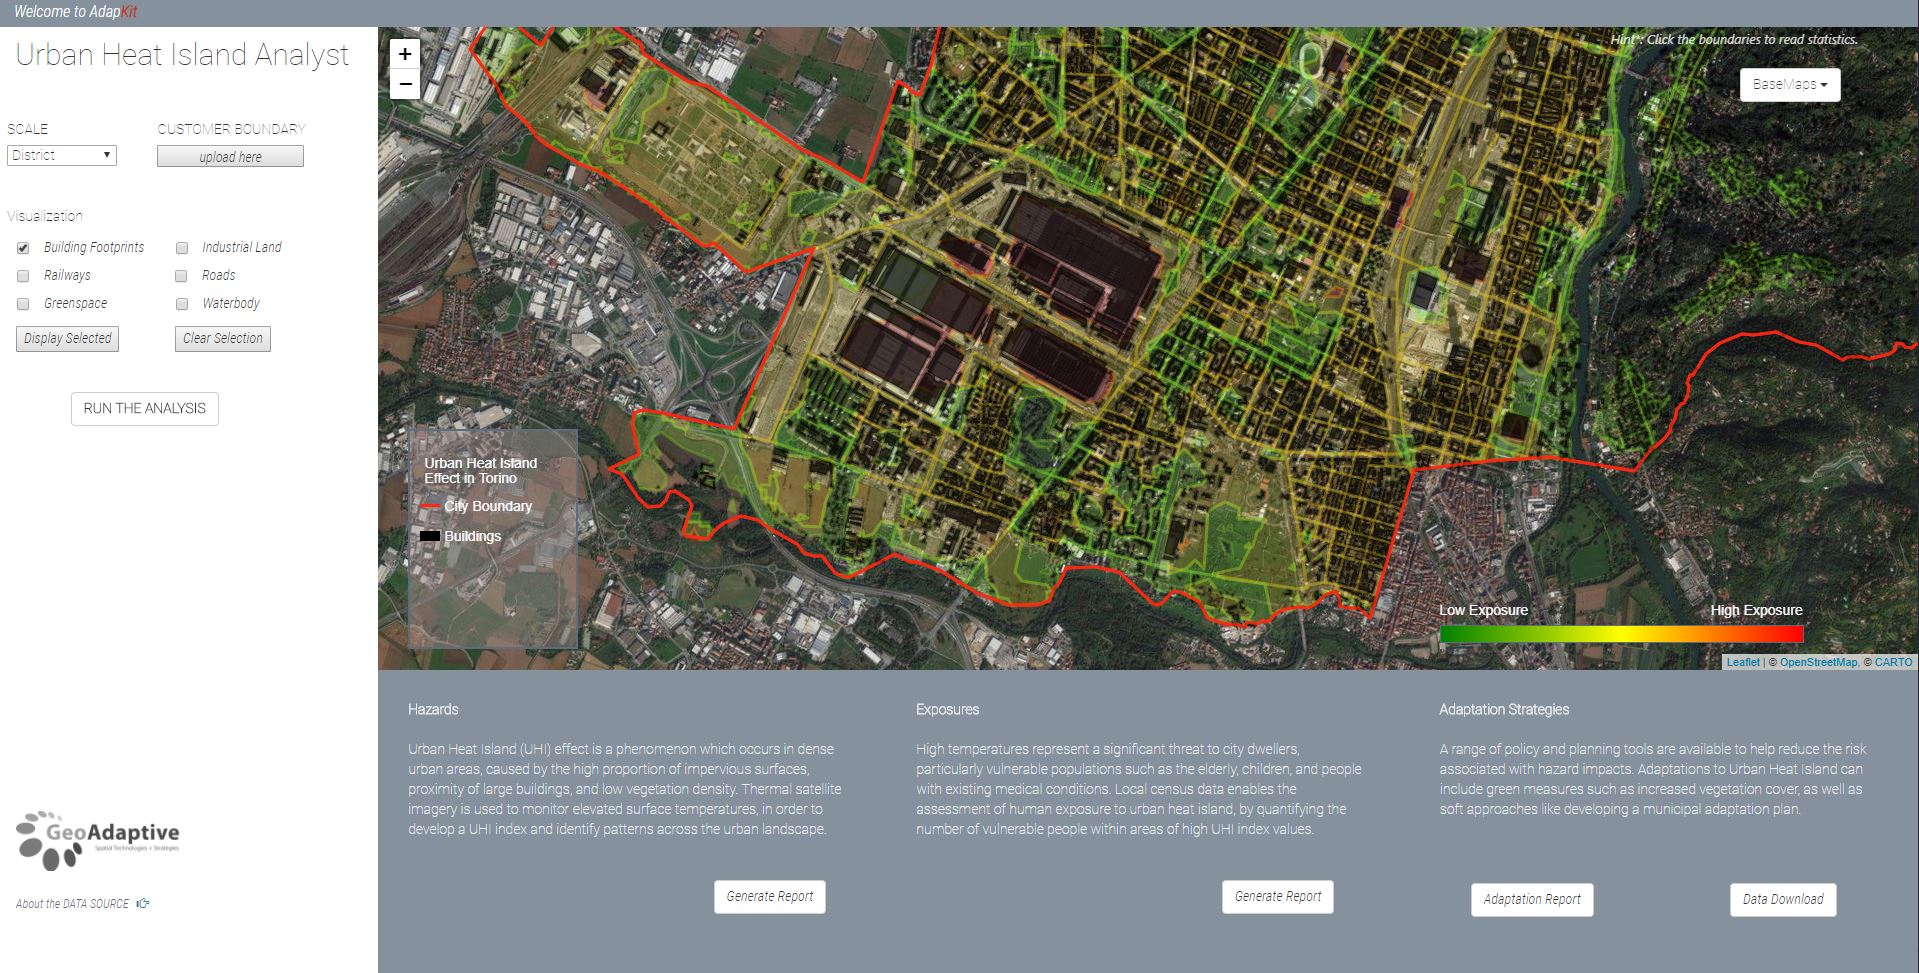 Welcome to AdapKit
Urban Heat Island Analyst
SCALE
CUSTOMER BOUNDARY
District
upload here
Visualization
Building Footprints
Industrial Land
Railways
Roads
Greenspace
Waterbody
Display Selected
Clear Selection
RUN THE ANALYSIS
GeoAdaptive
Spatial Technologies + Strategies
About the DATA SOURCE
+
−
Hint*: Click the boundaries to read statistics.
BaseMaps
Urban Heat Island
Effect in Torino
City Boundary
Buildings
Low Exposure
High Exposure
Leaflet | © OpenStreetMap, © CARTO
Hazards
Urban Heat Island (UHI) effect is a phenomenon which occurs in dense
urban areas, caused by the high proportion of impervious surfaces,
proximity of large buildings, and low vegetation density. Thermal satellite
imagery is used to monitor elevated surface temperatures, in order to
develop a UHI index and identify patterns across the urban landscape.
Generate Report
Exposures
High temperatures represent a significant threat to city dwellers,
particularly vulnerable populations such as the elderly, children, and people
with existing medical conditions. Local census data enables the
assessment of human exposure to urban heat island, by quantifying the
number of vulnerable people within areas of high UHI index values.
Generate Report
Adaptation Strategies
A range of policy and planning tools are available to help reduce the risk
associated with hazard impacts. Adaptations to Urban Heat Island can
include green measures such as increased vegetation cover, as well as
soft approaches like developing a municipal adaptation plan.
Adaptation Report
Data Download